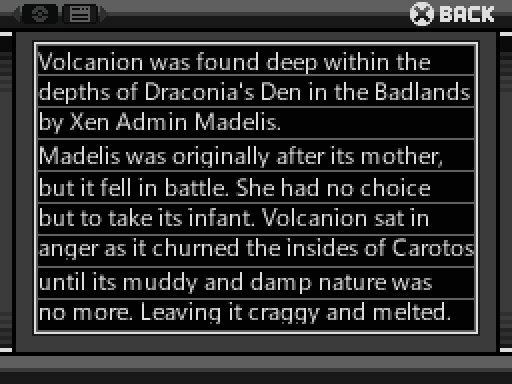 BACK
Volcanion was found deep within the
depths of Draconia's Den in the Badlands
by Xen Admin Madelis.
Madelis was originally after its mother,
but it fell in battle. She had no choice
but to take its infant. Volcanion sat in
anger as it churned the insides of Carotos
until its muddy and damp nature was
no more. Leaving it craggy and melted.